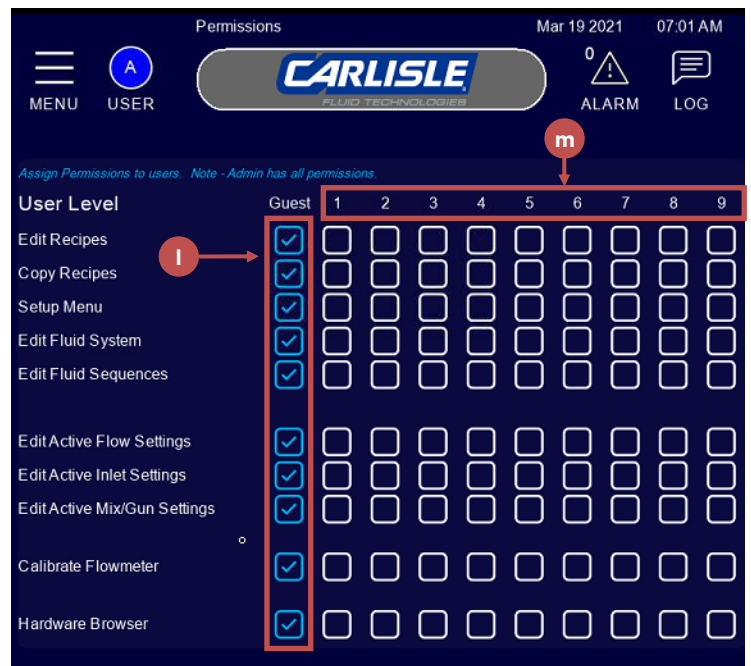 Permissions
Mar 19 2021
07:01 AM
A
MENU
USER
CARLISLE
FLUID TECHNOLOGIES
0
ALARM
LOG
m
Assign Permissions to users. Note - Admin has all permissions.
User Level Guest 1 2 3 4 5 6 7 8 9
Edit Recipes
l
Copy Recipes
Setup Menu
Edit Fluid System
Edit Fluid Sequences
Edit Active Flow Settings
Edit Active Inlet Settings
Edit Active Mix/Gun Settings
Calibrate Flowmeter
Hardware Browser